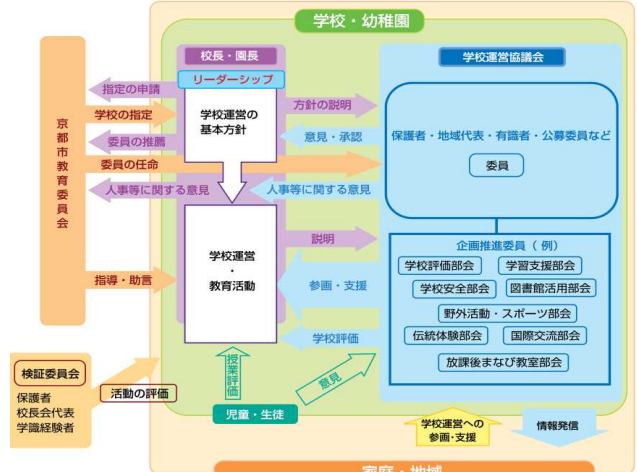 学校・幼稚園
校長・園長
リーダーシップ
学校運営協議会
指定の申請
学校の指定
委員の推薦
委員の任命
人事等に関する意見
京都市教育委員会
学校運営の
基本方針
方針の説明
意見・承認
人事等に関する意見
保護者・地域代表・有識者・公募委員など
委員
学校運営
・
教育活動
説明
参画・支援
学校評価
指導・助言
企画推進委員(例)
学校評価部会
学習支援部会
学校安全部会
図書館活用部会
野外活動・スポーツ部会
伝統体験部会
国際交流部会
放課後まなび教室部会
検証委員会
保護者
校長会代表
学識経験者
活動の評価
授業評価
意見
児童・生徒
学校運営への
参画・支援
情報発信
家庭・地域